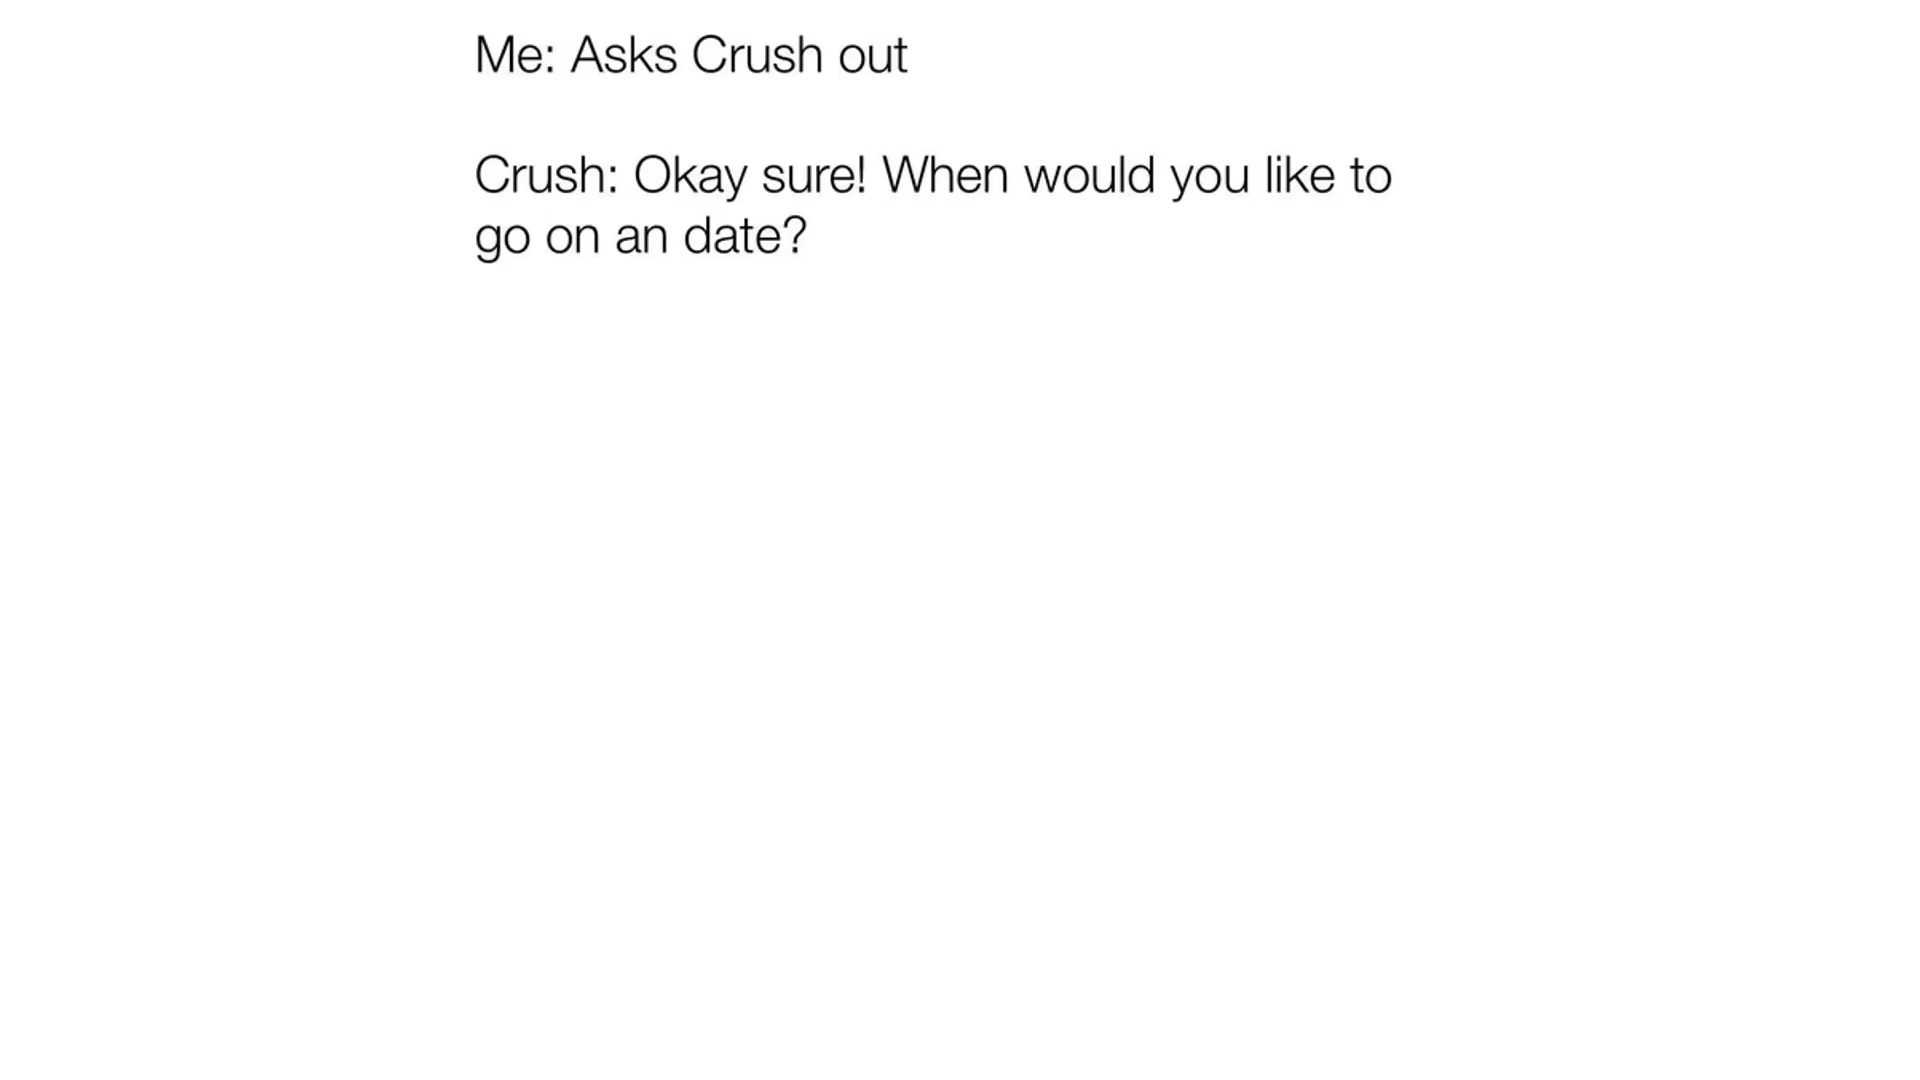 Me: Asks Crush out
Crush: Okay sure! When would you like to
go on an date?